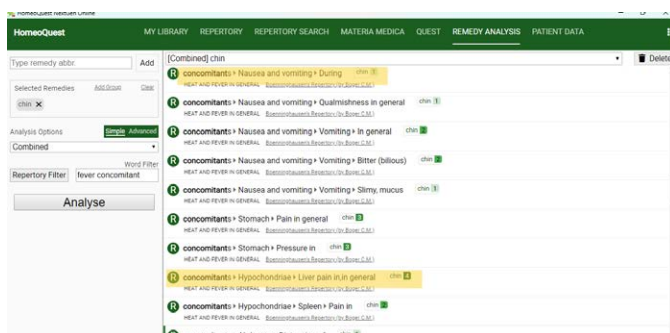 HomeoQuest NextGen Online
HomeoQuest MY LIBRARY REPERTORY REPERTORY SEARCH MATERIA MEDICA QUEST REMEDY ANALYSIS PATIENT DATA
Type remedy abbr. Add
Selected Remedies Add Group Clear
chin X
Analysis Options Simple Advanced
Combined
Word Filter
Repertory Filter fever concomitant
Analyse
[Combined] chin Delete
R concomitants › Nausea and vomiting › During chin 1
HEAT AND FEVER IN GENERAL
R concomitants › Nausea and vomiting › Qualmishness in general chin 1
HEAT AND FEVER IN GENERAL Boenninghausen's Repertory (by Boger C.M.)
R concomitants › Nausea and vomiting › Vomiting › In general chin 2
HEAT AND FEVER IN GENERAL Boenninghausen's Repertory (by Boger C.M.)
R concomitants › Nausea and vomiting › Vomiting › Bitter (bilious) chin 2
HEAT AND FEVER IN GENERAL Boenninghausen's Repertory (by Boger C.M.)
R concomitants › Nausea and vomiting › Vomiting › Slimy, mucus chin 1
HEAT AND FEVER IN GENERAL Boenninghausen's Repertory (by Boger C.M.)
R concomitants › Stomach › Pain in general chin 3
HEAT AND FEVER IN GENERAL Boenninghausen's Repertory (by Boger C.M.)
R concomitants › Stomach › Pressure in chin 3
HEAT AND FEVER IN GENERAL Boenninghausen's Repertory (by Boger C.M.)
R concomitants › Hypochondriae › Liver pain in,in general chin 4
HEAT AND FEVER IN GENERAL Boenninghausen's Repertory (by Boger C.M.)
R concomitants › Hypochondriae › Spleen › Pain in chin 2
HEAT AND FEVER IN GENERAL Boenninghausen's Repertory (by Boger C.M.)